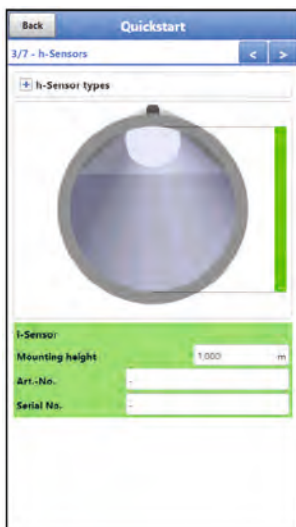 Back Quickstart
3/7 - h-Sensors < >
+ h-Sensor types
i-Sensor
Mounting height 1,000 m
Art.-No. -
Serial No. -